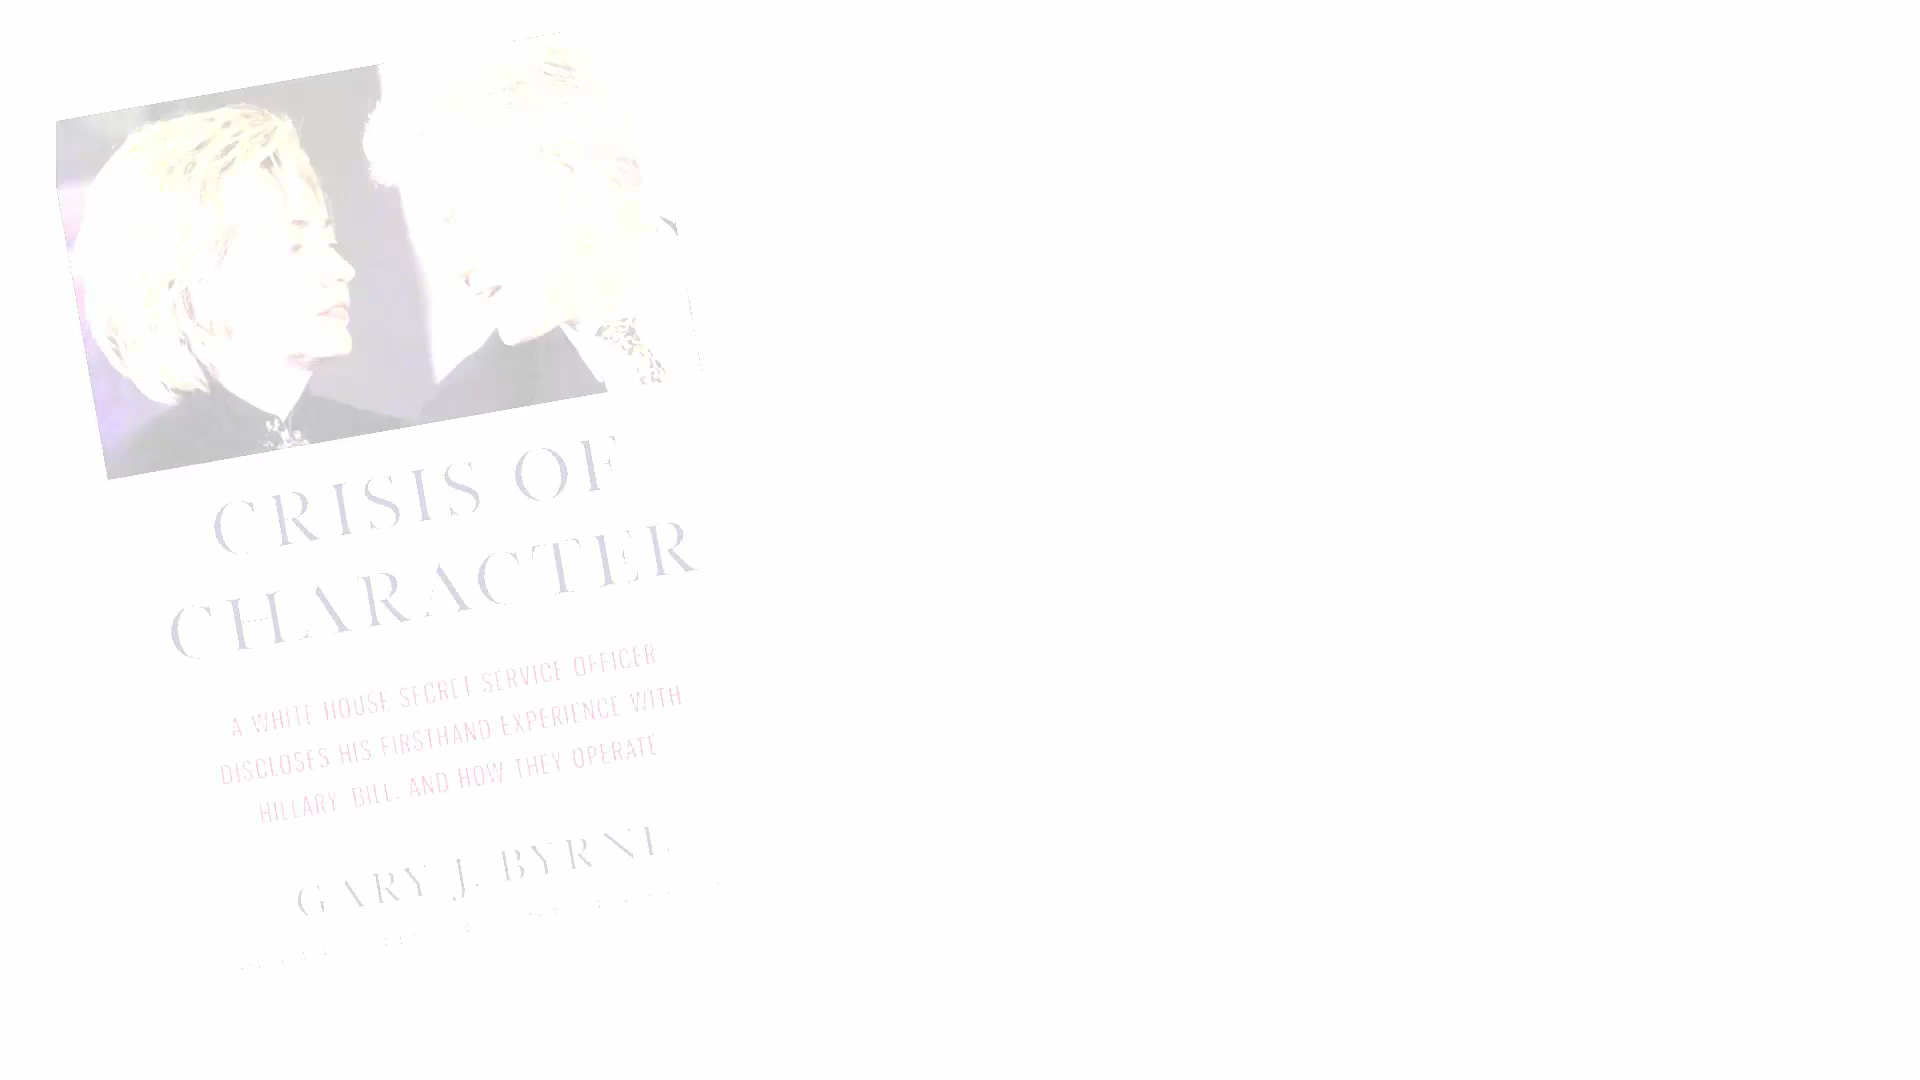 CRISIS OF
CHARACTER
A WHITE HOUSE SECRET SERVICE OFFICER
DISCLOSES HIS FIRSTHAND EXPERIENCE WITH
HILLARY, BILL, AND HOW THEY OPERATE
GARY J. BYRNE